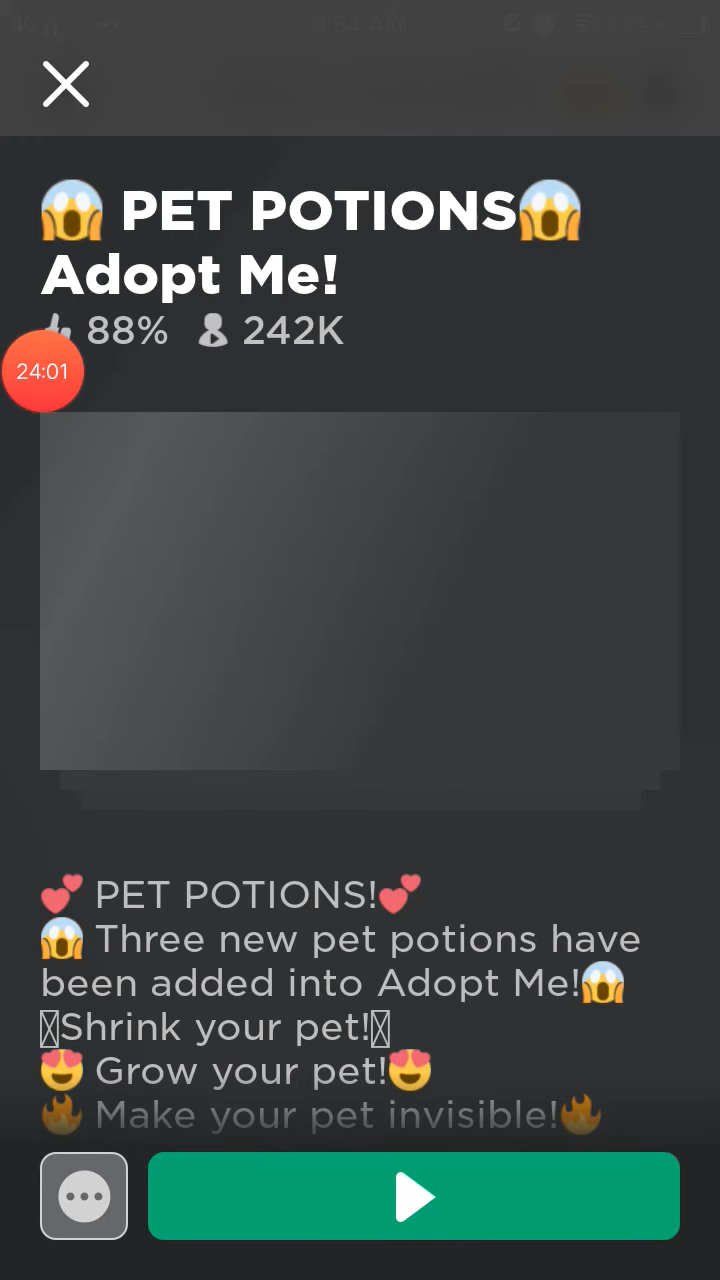 😱 PET POTIONS😱
Adopt Me!
88% 242K
24:01
💕 PET POTIONS!💕
😱 Three new pet potions have
been added into Adopt Me!😱
Shrink your pet!
😍 Grow your pet!😍
🔥 Make your pet invisible!🔥